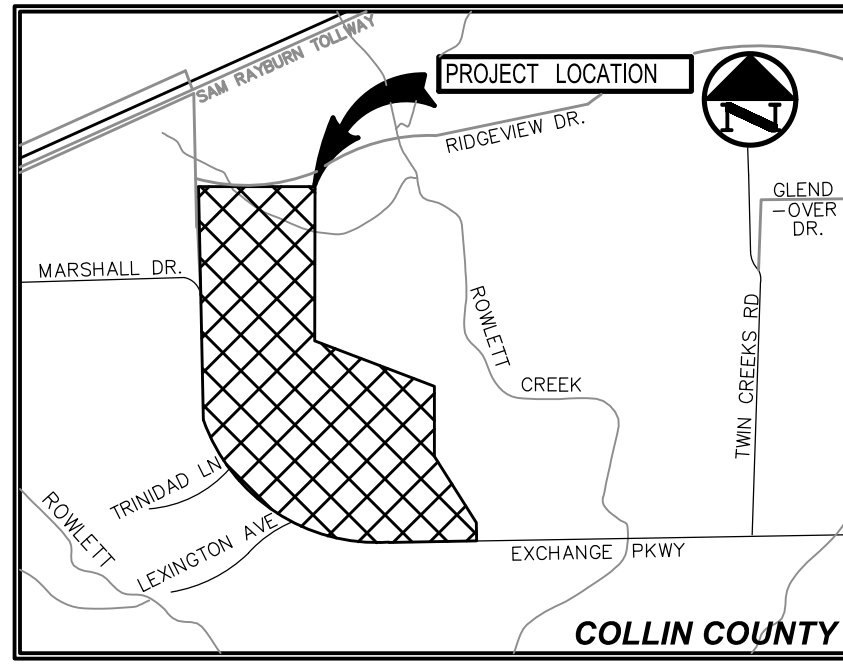 SAM RAYBURN TOLLWAY
PROJECT LOCATION
RIDGEVIEW DR.
N
GLEND
-OVER
DR.
MARSHALL DR.
ROWLETT
CREEK
TWIN CREEKS RD
TRINIDAD LN
LEXINGTON AVE
ROWLETT
EXCHANGE PKWY
COLLIN COUNTY